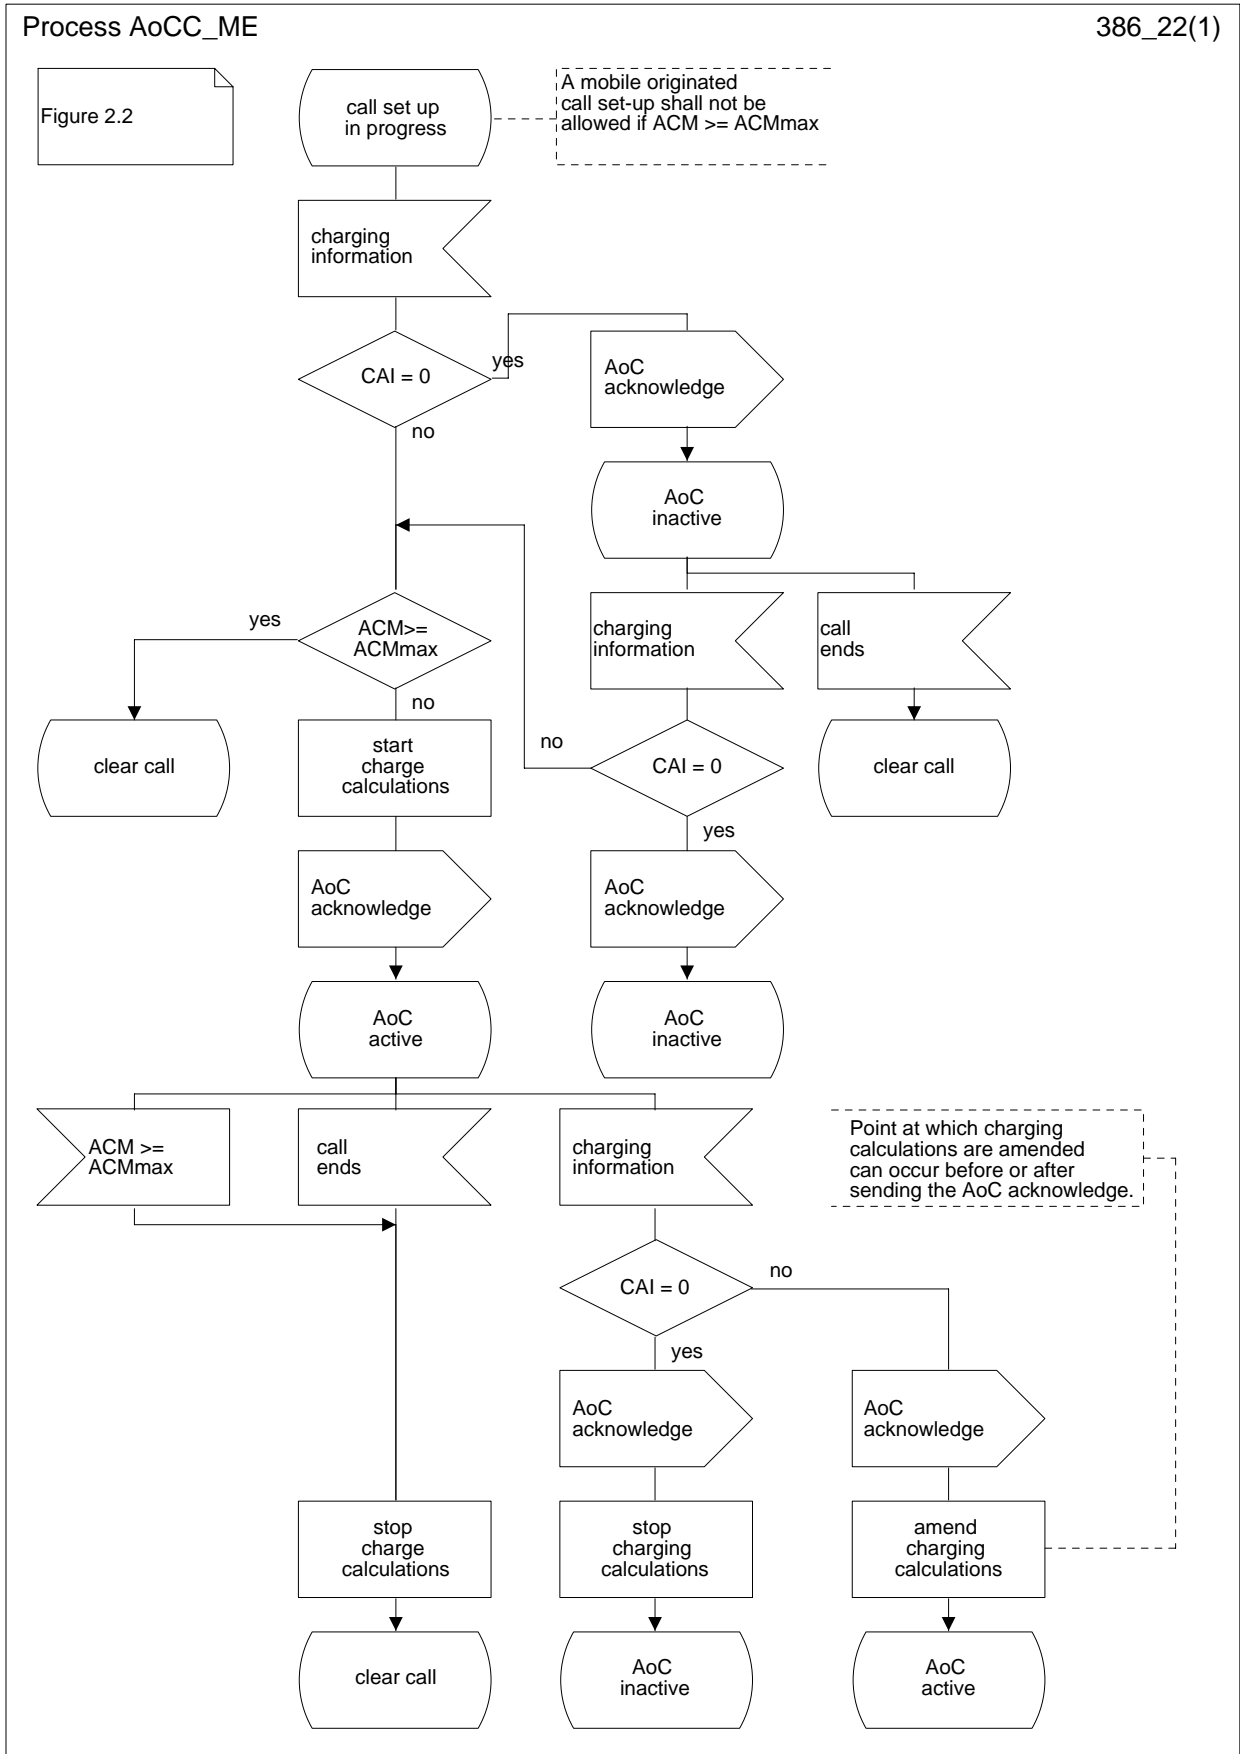 Process AoCC_ME
386_22(1)
Figure 2.2
call set up
in progress
A mobile originated
call set-up shall not be
allowed if ACM >= ACMmax
charging
information
CAI = 0
yes
no
AoC
acknowledge
AoC
inactive
yes
ACM>=
ACMmax
no
charging
information
call
ends
clear call
start
charge
calculations
no
CAI = 0
yes
clear call
AoC
acknowledge
AoC
acknowledge
AoC
active
AoC
inactive
ACM >=
ACMmax
call
ends
charging
information
Point at which charging
calculations are amended
can occur before or after
sending the AoC acknowledge.
CAI = 0
no
yes
AoC
acknowledge
AoC
acknowledge
stop
charge
calculations
stop
charging
calculations
amend
charging
calculations
clear call
AoC
inactive
AoC
active